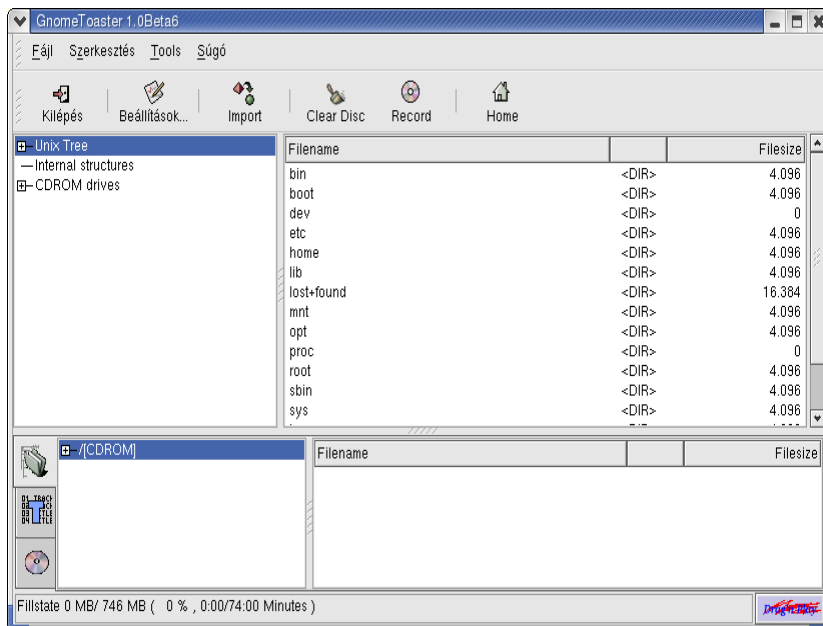 GnomeToaster 1.0Beta6
Fájl Szerkesztés Tools Súgó
Kilépés Beállítások... Import Clear Disc Record Home
Unix Tree
Internal structures
CDROM drives
Filename Filesize
bin <DIR> 4.096
boot <DIR> 4.096
dev <DIR> 0
etc <DIR> 4.096
home <DIR> 4.096
lib <DIR> 4.096
lost+found <DIR> 16.384
mnt <DIR> 4.096
opt <DIR> 4.096
proc <DIR> 0
root <DIR> 4.096
sbin <DIR> 4.096
sys <DIR> 4.096
/[CDROM]
Filename Filesize
01 TRACK
Fillstate 0 MB/ 746 MB ( 0 % , 0:00/74:00 Minutes )